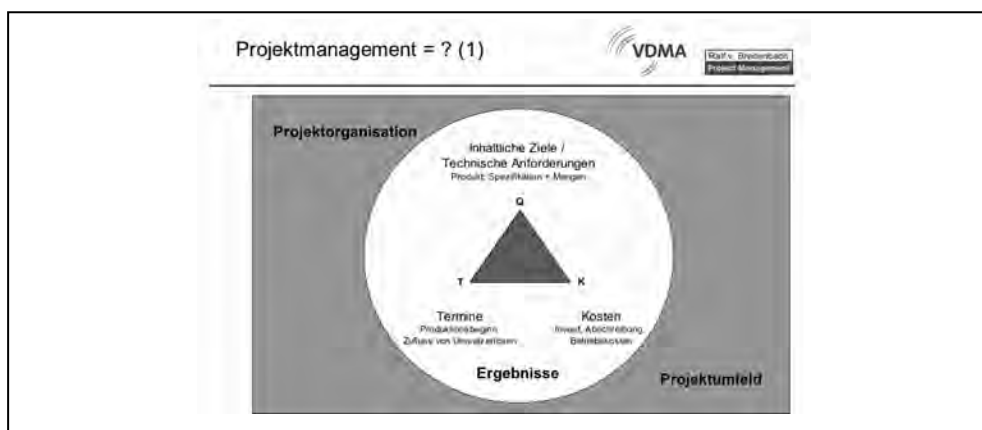 Projektmanagement = ? (1)
VDMA
Ralf v. Breitenbach
Project Management
Projektorganisation
Inhaltliche Ziele /
Technische Anforderungen
Produkt: Spezifikation + Mengen
Q
T
K
Termine
Produktionsbeginn
Zufluss von Umsatzerlösen
Kosten
Invest, Abschreibung,
Betriebskosten
Ergebnisse
Projektumfeld